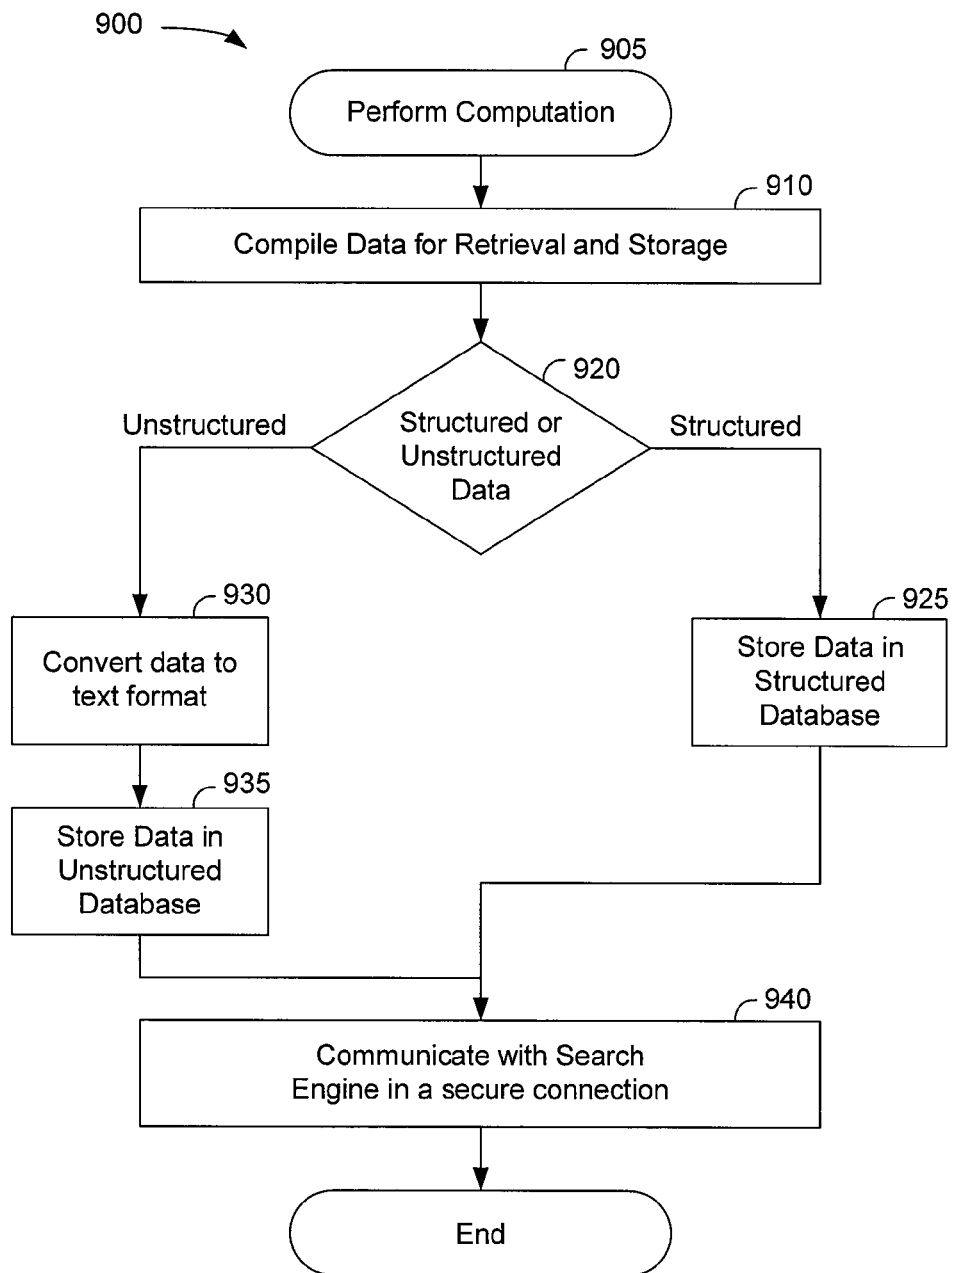 900
905
Perform Computation
910
Compile Data for Retrieval and Storage
920
Structured or
Unstructured
Data
Unstructured
Structured
930
Convert data to
text format
925
Store Data in
Structured
Database
935
Store Data in
Unstructured
Database
940
Communicate with Search
Engine in a secure connection
End